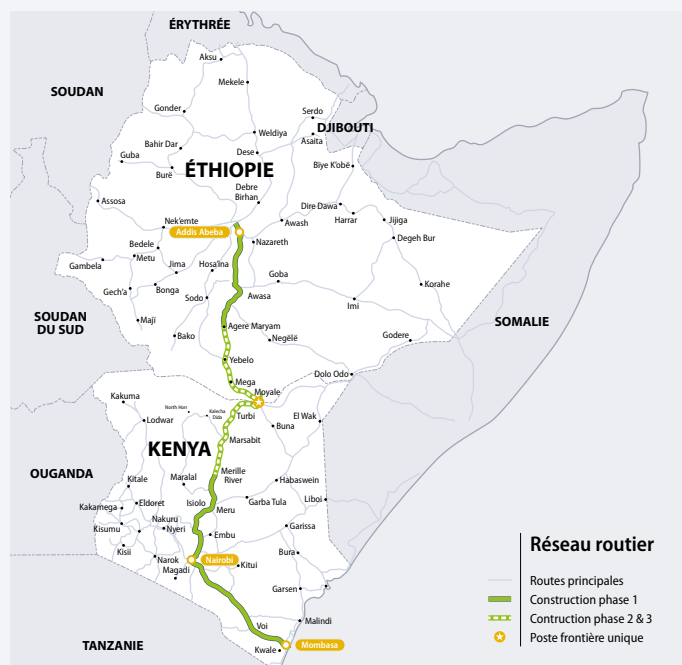 ÉRYTHRÉE
Aksu
Mekele
SOUDAN
Gonder
Serdo
DJIBOUTI
Weldiya
Asaita
Bahir Dar
Dese
Guba
Biye K'obē
ÉTHIOPIE
Burē
Debre
Birhan
Assosa
Dire Dawa
Nek'emte
Awash
Harrar
Jijiga
Addis Abeba
Degeh Bur
Nazareth
Bedele
Metu
Gambela
Jima
Hosa'ina
Goba
Korahe
Gech'a
Bonga
Sodo
Awasa
Imi
SOUDAN
DU SUD
Majī
Agere Maryam
SOMALIE
Bako
Negēlē
Godere
Yebelo
Dolo Odo
Mega
Moyale
Kakuma
North Horr
Kalecha
Dida
Turbi
El Wak
Lodwar
Buna
KENYA
Marsabit
OUGANDA
Merille
River
Maralal
Habaswein
Kitale
Isiolo
Garba Tula
Liboi
Kakamega
Eldoret
Meru
Nakuru
Kisumu
Nyeri
Garissa
Embu
Kisii
Bura
Narok
Nairobi
Kitui
Magadi
Garsen
Voi
Malindi
TANZANIE
Kwale
Mombasa
Réseau routier
Routes principales
Construction phase 1
Contruction phase 2 & 3
Poste frontière unique